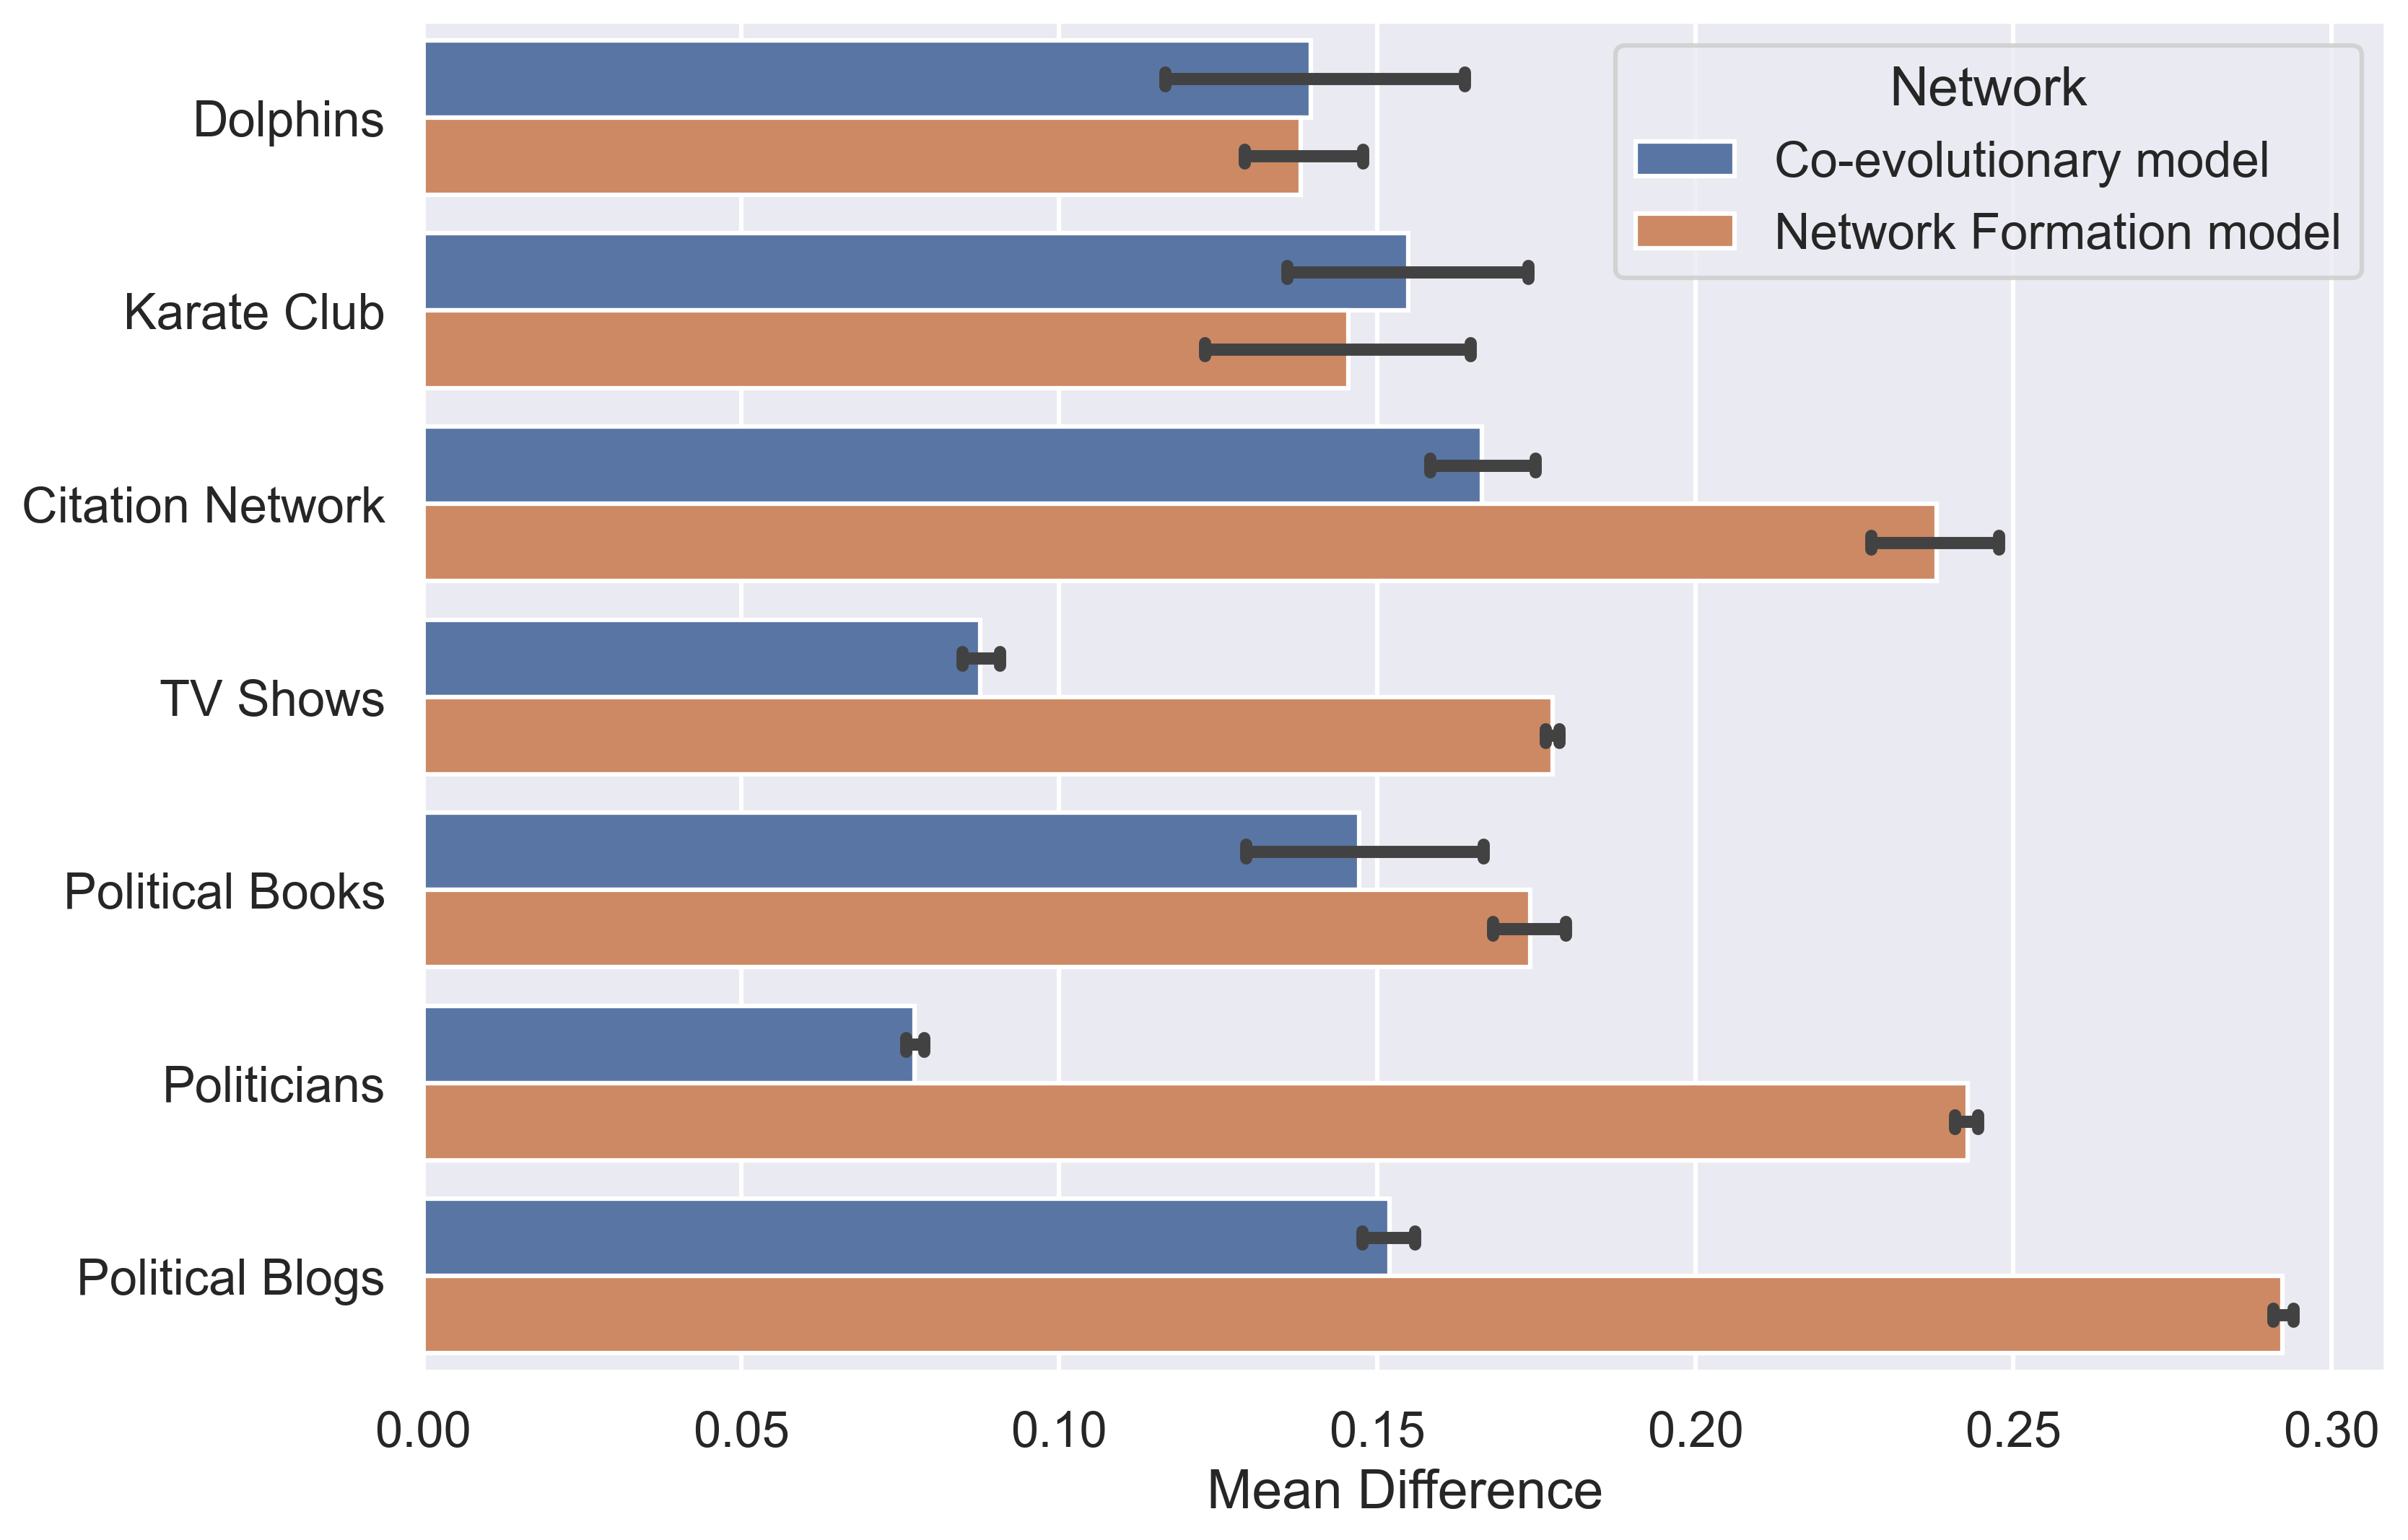 Network
Co-evolutionary model
Network Formation model
Dolphins
Karate Club
Citation Network
TV Shows
Political Books
Politicians
Political Blogs
0.00 0.05 0.10 0.15 0.20 0.25 0.30
Mean Difference